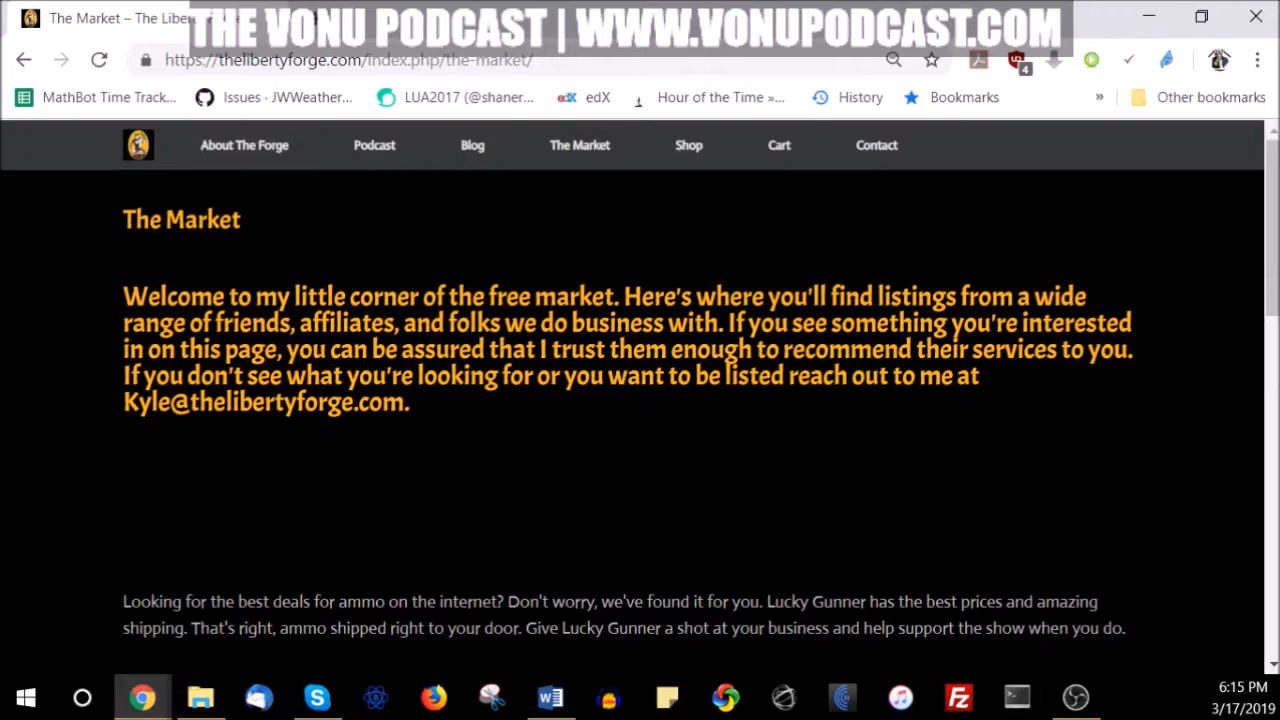 The Market – The Libert
THE VONU PODCAST | WWW.VONUPODCAST.COM
https://thelibertyforge.com/index.php/the-market/
4
MathBot Time Track...
Issues · JWWeather...
LUA2017 (@shaner...
edX
edX
Hour of the Time »...
History
Bookmarks
»
Other bookmarks
About The Forge
Podcast
Blog
The Market
Shop
Cart
Contact
The Market
Welcome to my little corner of the free market. Here's where you'll find listings from a wide
range of friends, affiliates, and folks we do business with. If you see something you're interested
in on this page, you can be assured that I trust them enough to recommend their services to you.
If you don't see what you're looking for or you want to be listed reach out to me at
Kyle@thelibertyforge.com.
Looking for the best deals for ammo on the internet? Don't worry, we've found it for you. Lucky Gunner has the best prices and amazing
shipping. That's right, ammo shipped right to your door. Give Lucky Gunner a shot at your business and help support the show when you do.
6:15 PM
3/17/2019